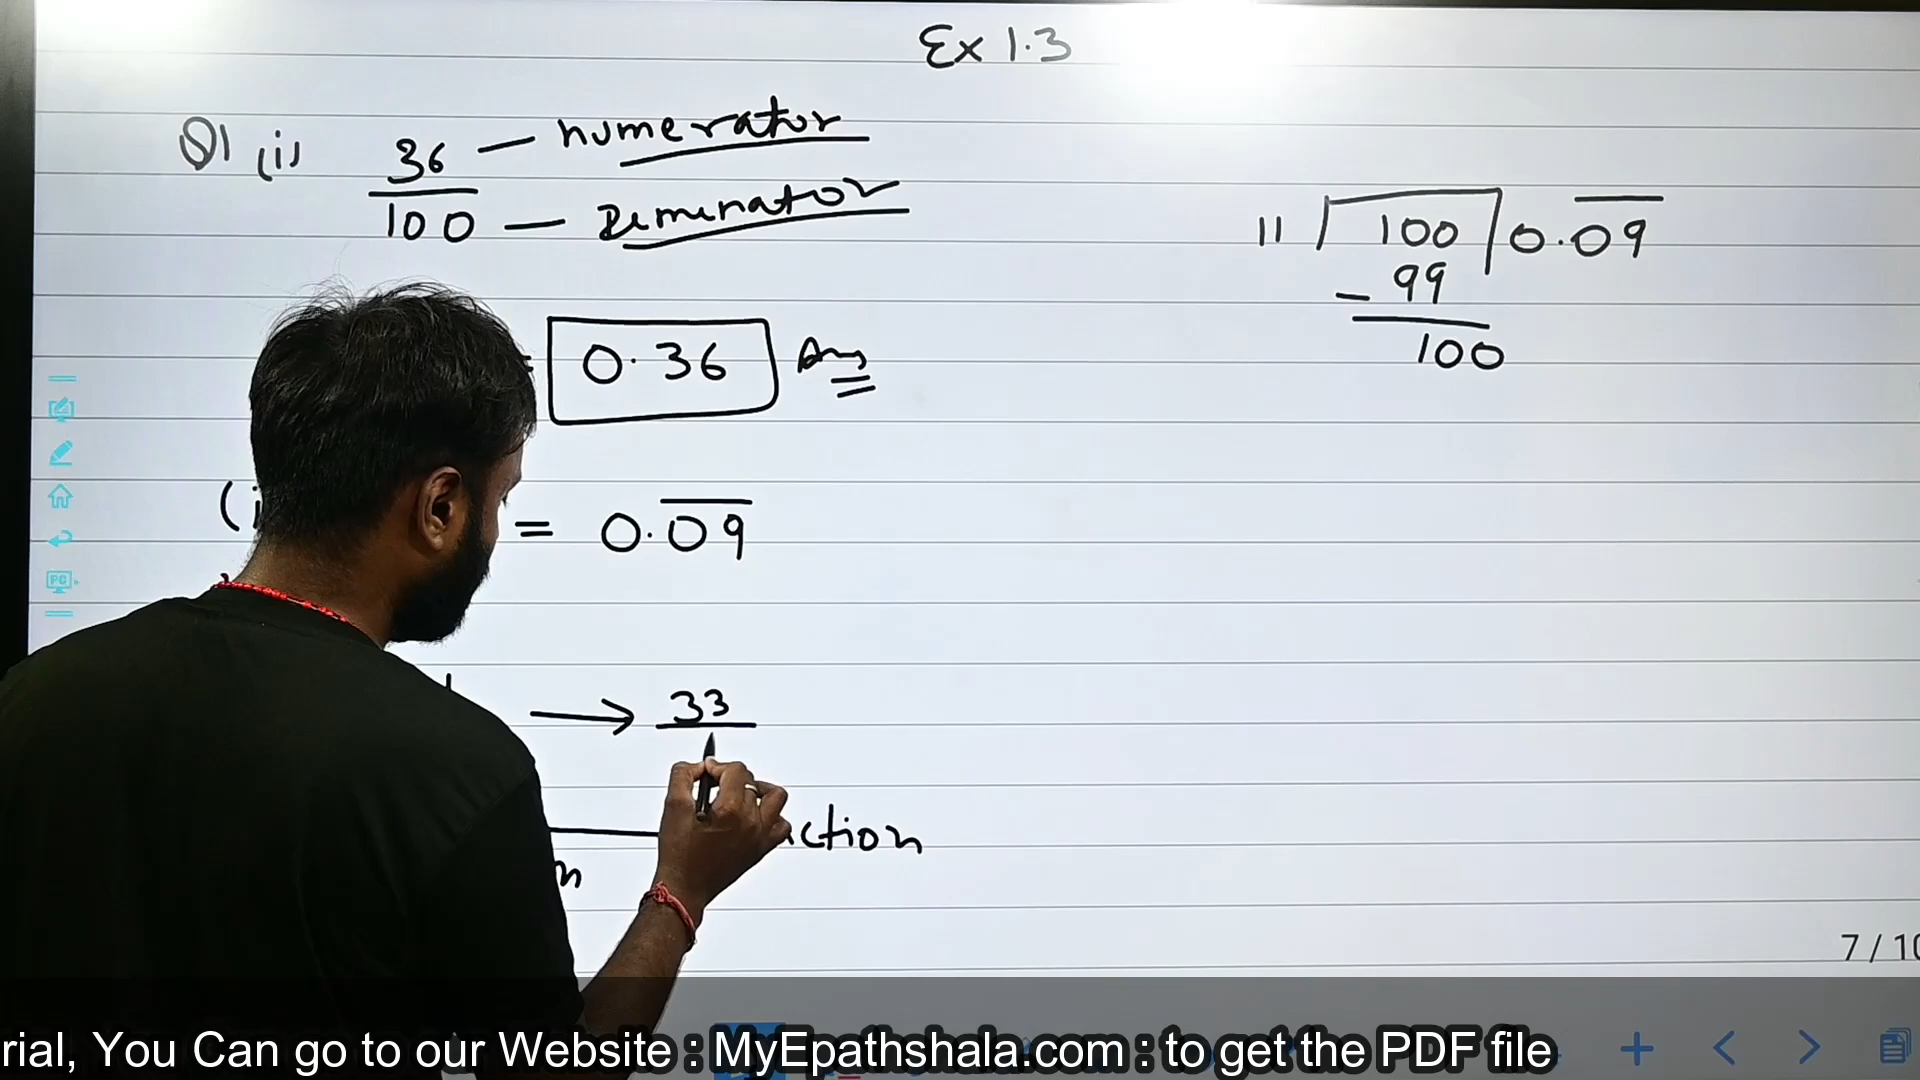 Ex 1.3
Q1 (i) 36 — numerator
100 — Deminator
= 0.36 Ans
= 0.09
→ 33
ction
n
11 100 0.09
- 99
100
7 / 10
PC
rial, You Can go to our Website : MyEpathshala.com : to get the PDF file